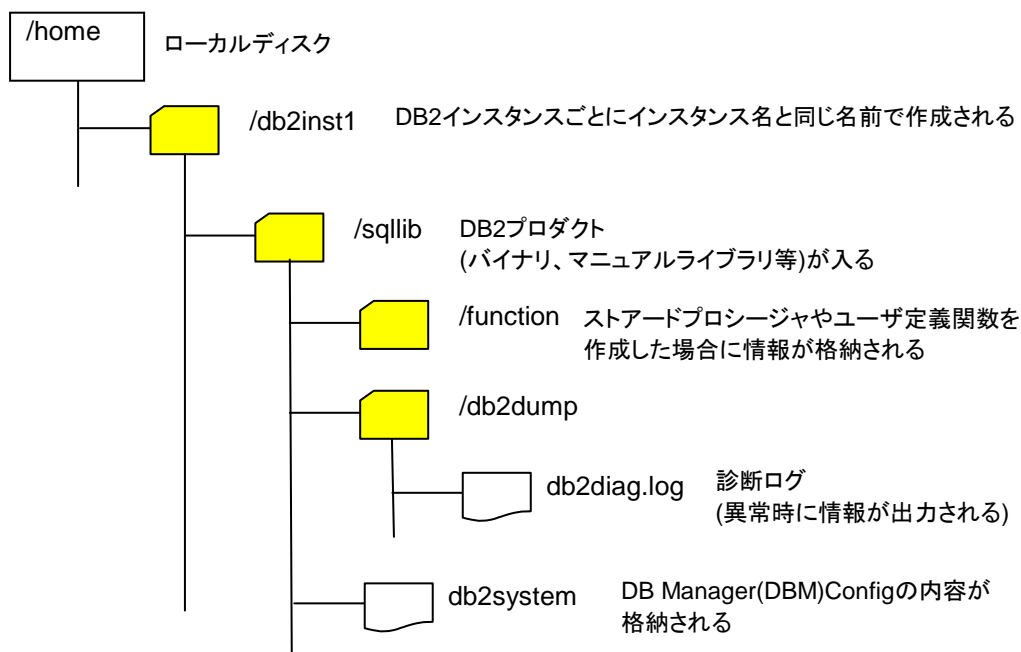 /home
ローカルディスク
/db2inst1
DB2インスタンスごとにインスタンス名と同じ名前で作成される
/sqllib
DB2プロダクト
(バイナリ、マニュアルライブラリ等)が入る
/function
ストアードプロシージャやユーザ定義関数を
作成した場合に情報が格納される
/db2dump
db2diag.log
診断ログ
(異常時に情報が出力される)
db2system
DB Manager(DBM)Configの内容が
格納される